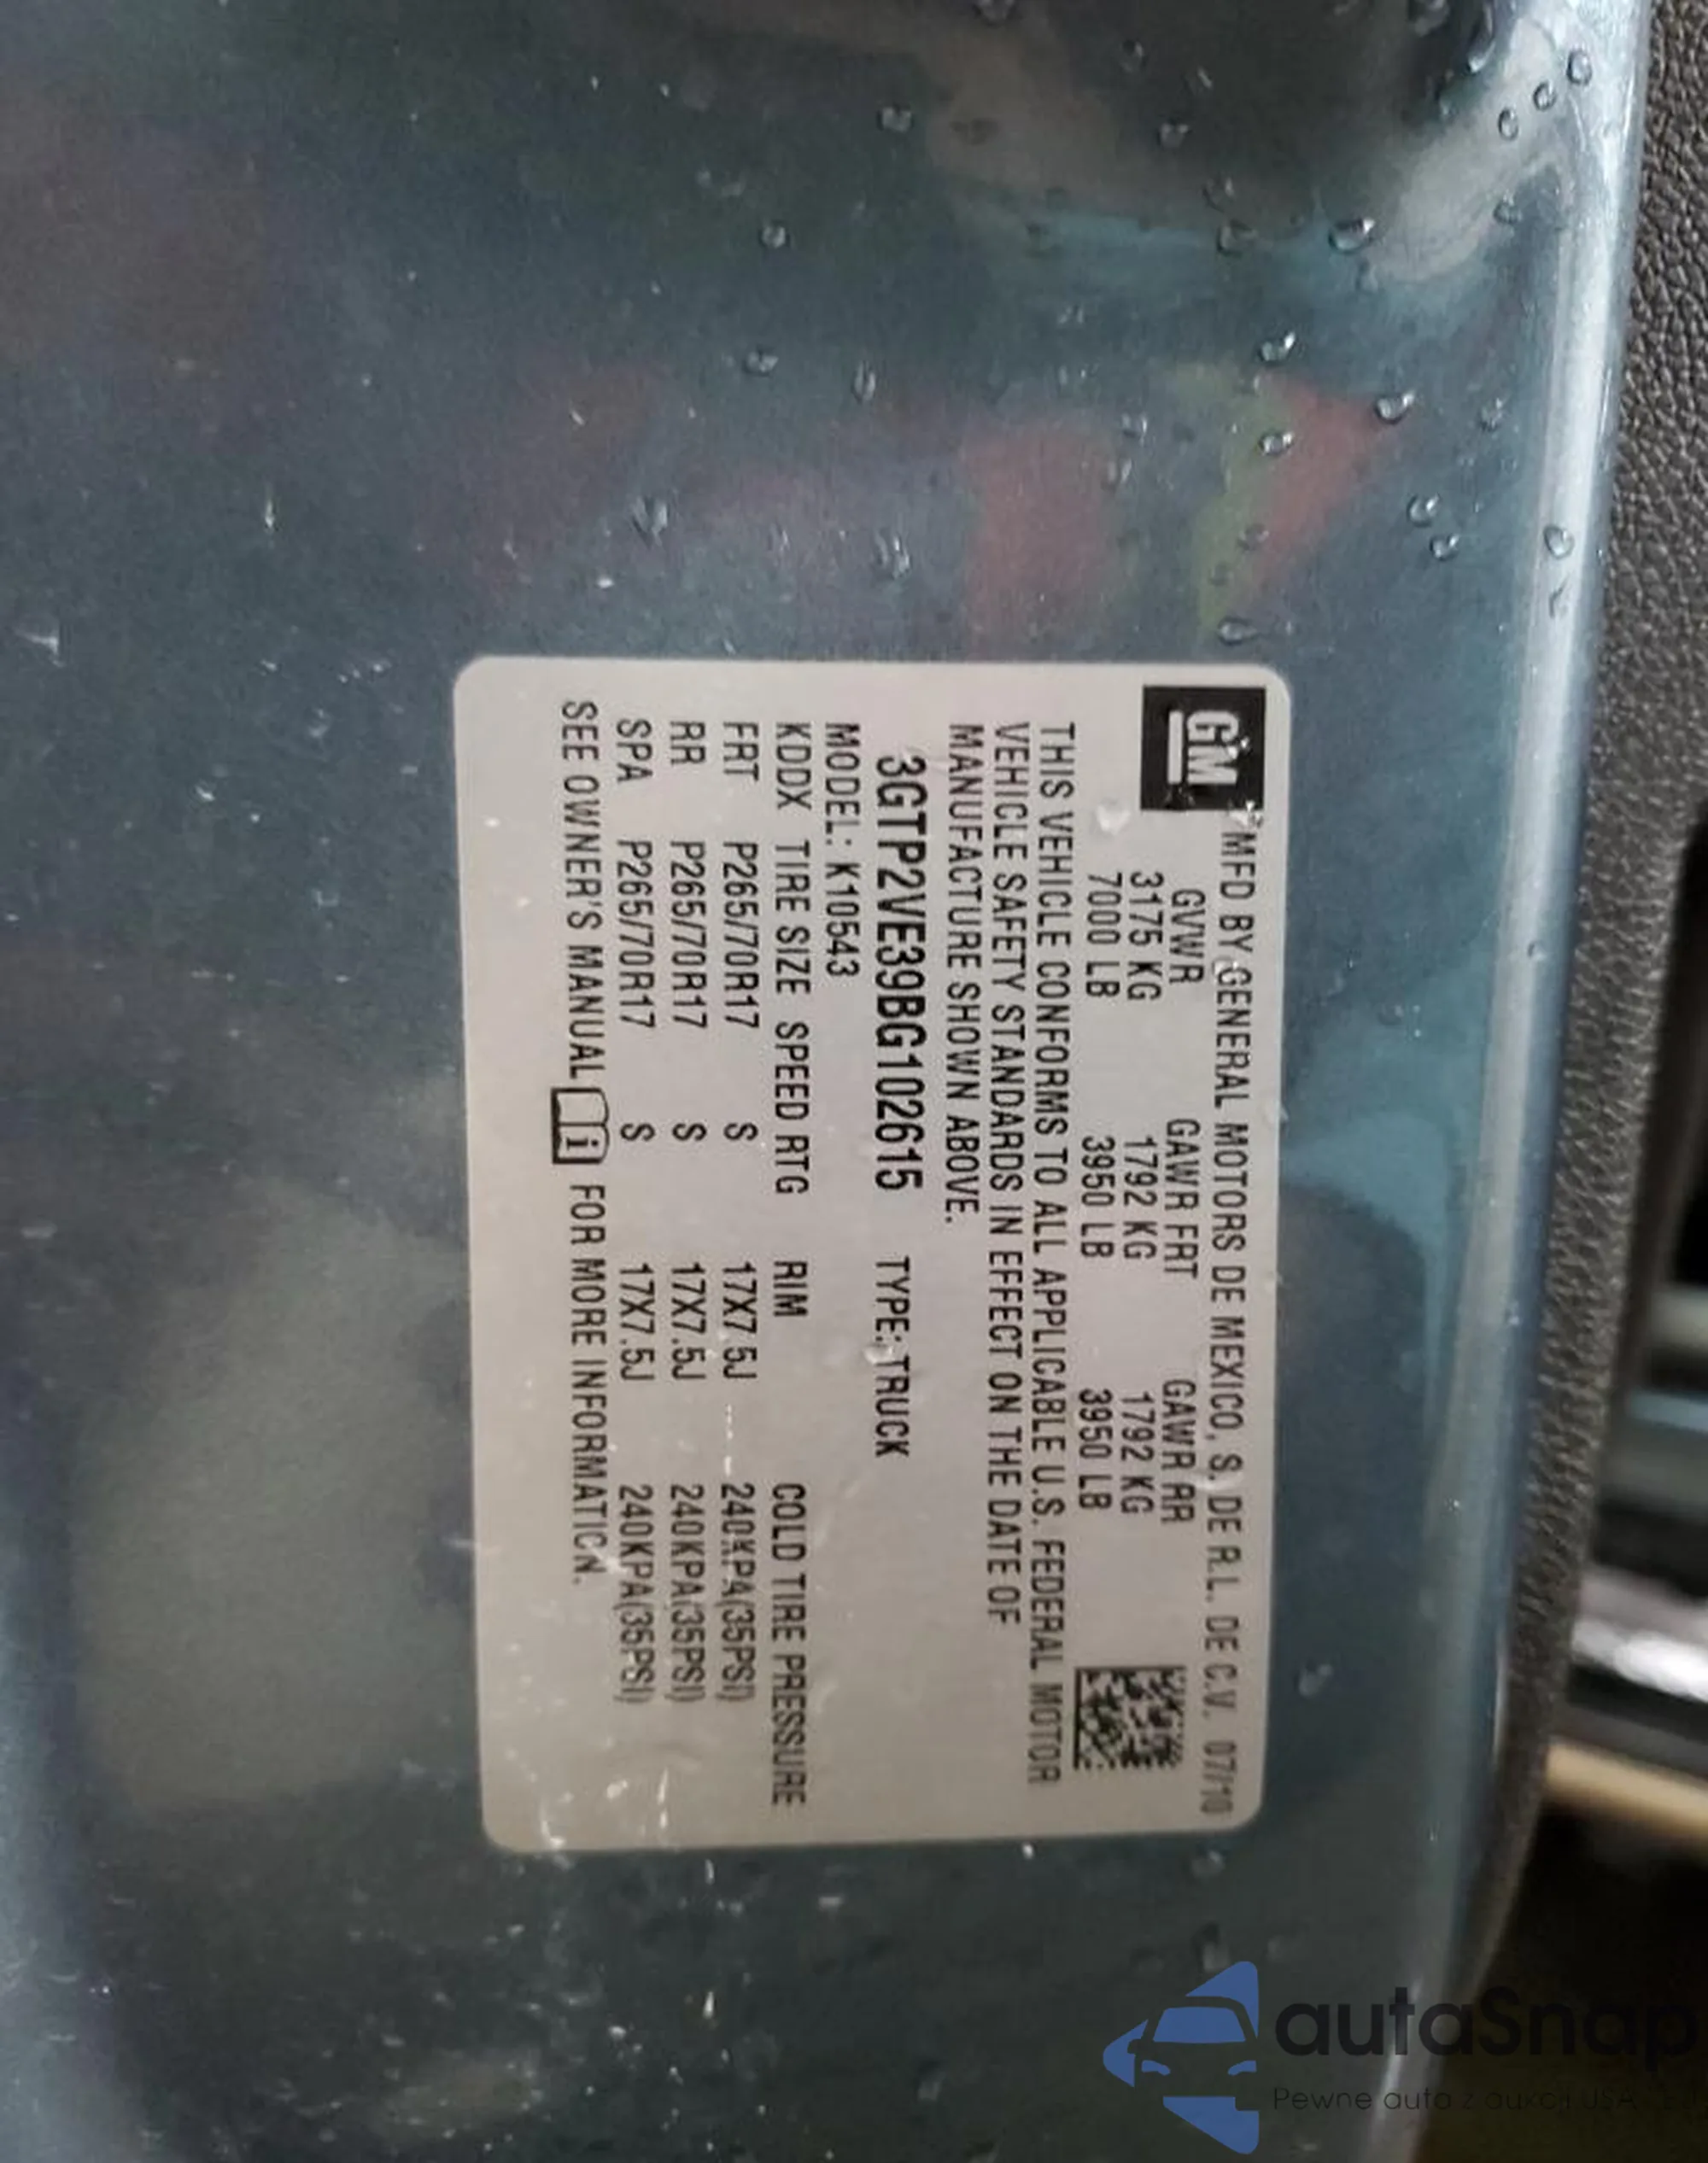 GM
MFD BY GENERAL MOTORS DE MEXICO, S. DE R.L. DE C.V. 07/10
GVWR GAWR FRT GAWR RR
3175 KG 1792 KG 1792 KG
7000 LB 3950 LB 3950 LB
THIS VEHICLE CONFORMS TO ALL APPLICABLE U.S. FEDERAL MOTOR
VEHICLE SAFETY STANDARDS IN EFFECT ON THE DATE OF
MANUFACTURE SHOWN ABOVE.
3GTP2VE39BG102615 TYPE: TRUCK
MODEL: K10543
KDDX TIRE SIZE SPEED RTG RIM COLD TIRE PRESSURE
FRT P265/70R17 S 17X7.5J 240KPA(35PSI)
RR P265/70R17 S 17X7.5J 240KPA(35PSI)
SPA P265/70R17 S 17X7.5J 240KPA(35PSI)
SEE OWNER'S MANUAL i FOR MORE INFORMATION.
autaSnap
Pewne auta z aukcji USA